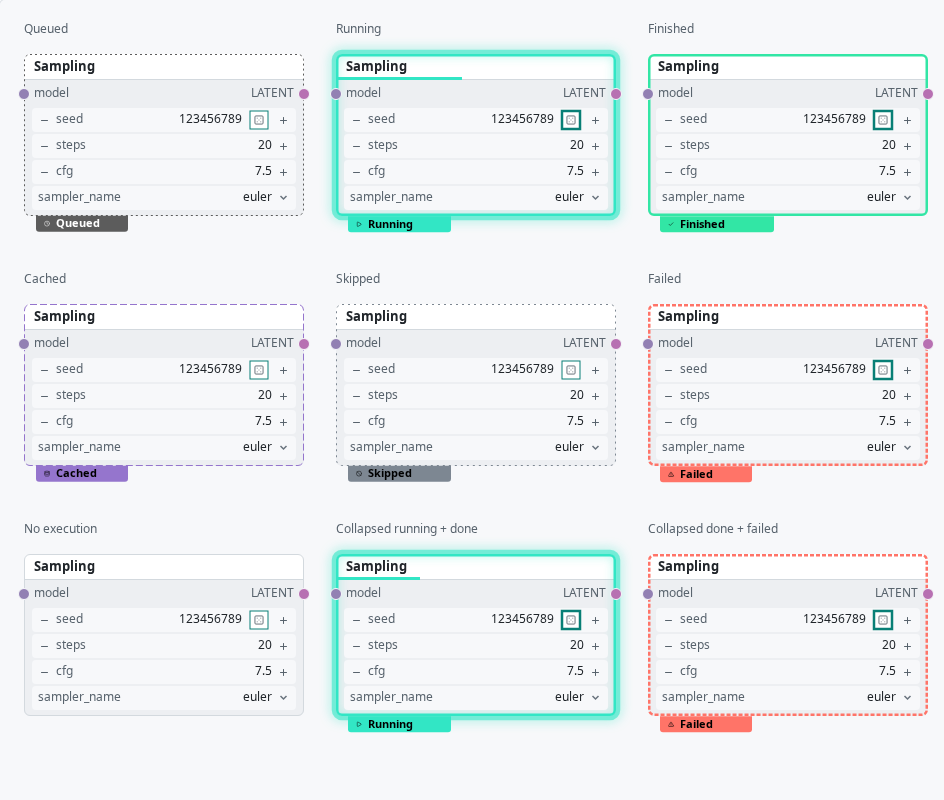 Queued
Sampling
model LATENT
– seed 123456789 +
– steps 20 +
– cfg 7.5 +
sampler_name euler
Queued
Running
Sampling
model LATENT
– seed 123456789 +
– steps 20 +
– cfg 7.5 +
sampler_name euler
Running
Finished
Sampling
model LATENT
– seed 123456789 +
– steps 20 +
– cfg 7.5 +
sampler_name euler
Finished
Cached
Sampling
model LATENT
– seed 123456789 +
– steps 20 +
– cfg 7.5 +
sampler_name euler
Cached
Skipped
Sampling
model LATENT
– seed 123456789 +
– steps 20 +
– cfg 7.5 +
sampler_name euler
Skipped
Failed
Sampling
model LATENT
– seed 123456789 +
– steps 20 +
– cfg 7.5 +
sampler_name euler
Failed
No execution
Sampling
model LATENT
– seed 123456789 +
– steps 20 +
– cfg 7.5 +
sampler_name euler
Collapsed running + done
Sampling
model LATENT
– seed 123456789 +
– steps 20 +
– cfg 7.5 +
sampler_name euler
Running
Collapsed done + failed
Sampling
model LATENT
– seed 123456789 +
– steps 20 +
– cfg 7.5 +
sampler_name euler
Failed